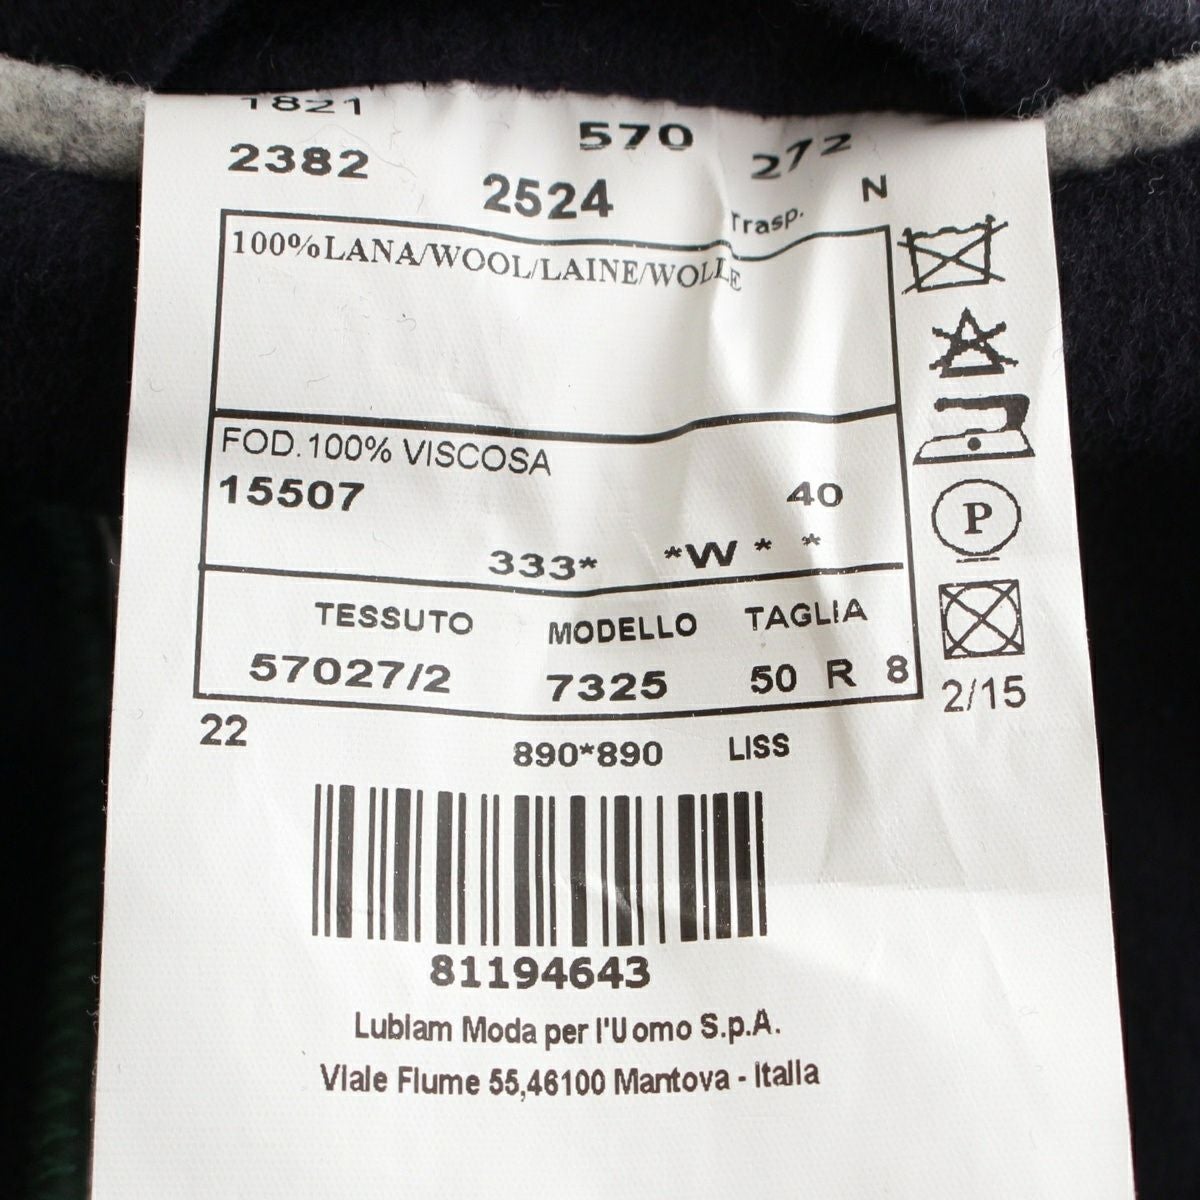 1821
570 272
2382 2524 Trasp. N
100%LANA/WOOL/LAINE/WOLLE
FOD.100% VISCOSA
15507 40
333* *W * *
P
TESSUTO MODELLO TAGLIA
57027/2 7325 50 R 8
2/15
22 890*890 LISS
81194643
Lubiam Moda per l'Uomo S.p.A.
Viale Fiume 55,46100 Mantova - Italia